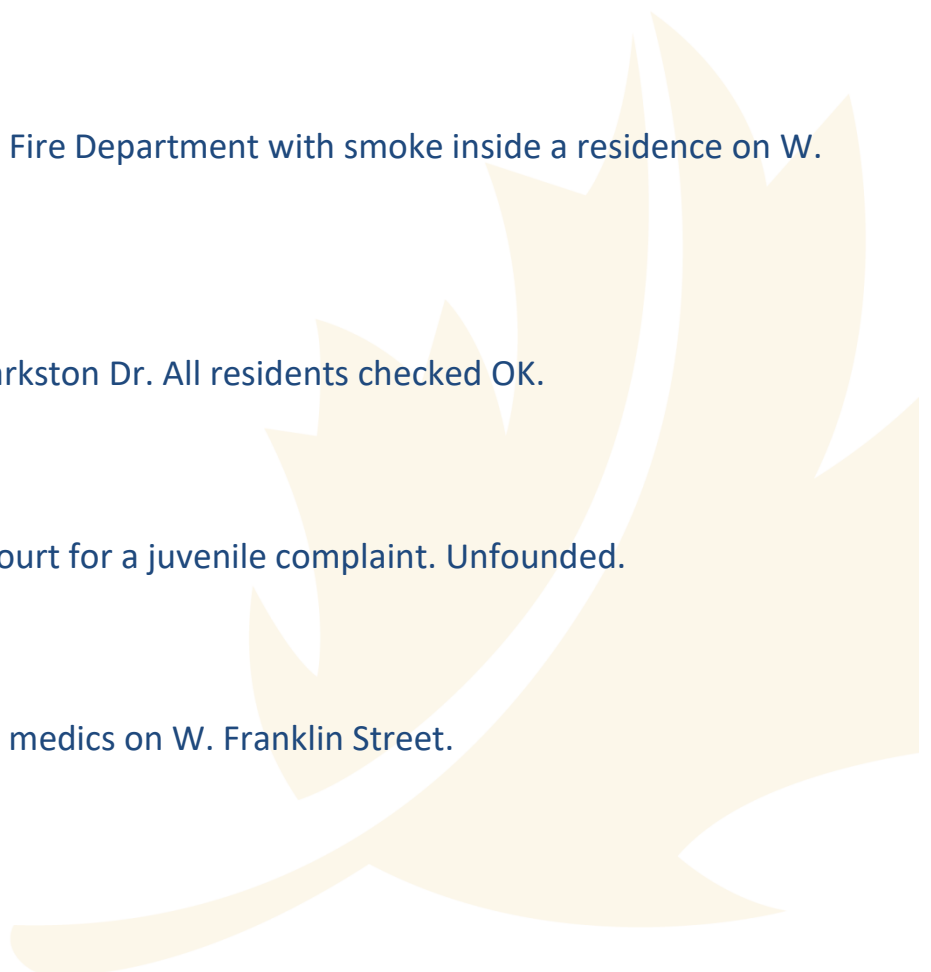 Fire Department with smoke inside a residence on W.
arkston Dr. All residents checked OK.
ourt for a juvenile complaint. Unfounded.
medics on W. Franklin Street.